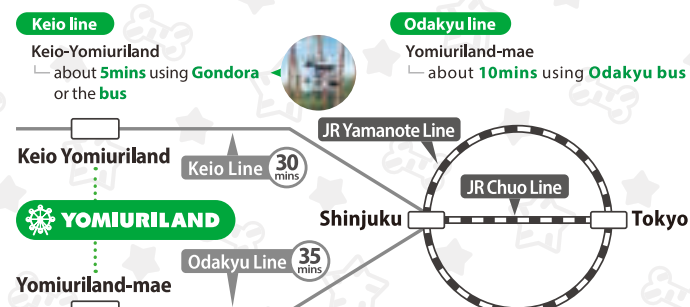 Keio line
Keio-Yomiuriland
about 5mins using Gondora
or the bus
Odakyu line
Yomiuriland-mae
about 10mins using Odakyu bus
JR Yamanote Line
Keio Yomiuriland
Keio Line 30 mins
JR Chuo Line
YOMIURILAND
Shinjuku
Tokyo
Odakyu Line 35 mins
Yomiuriland-mae